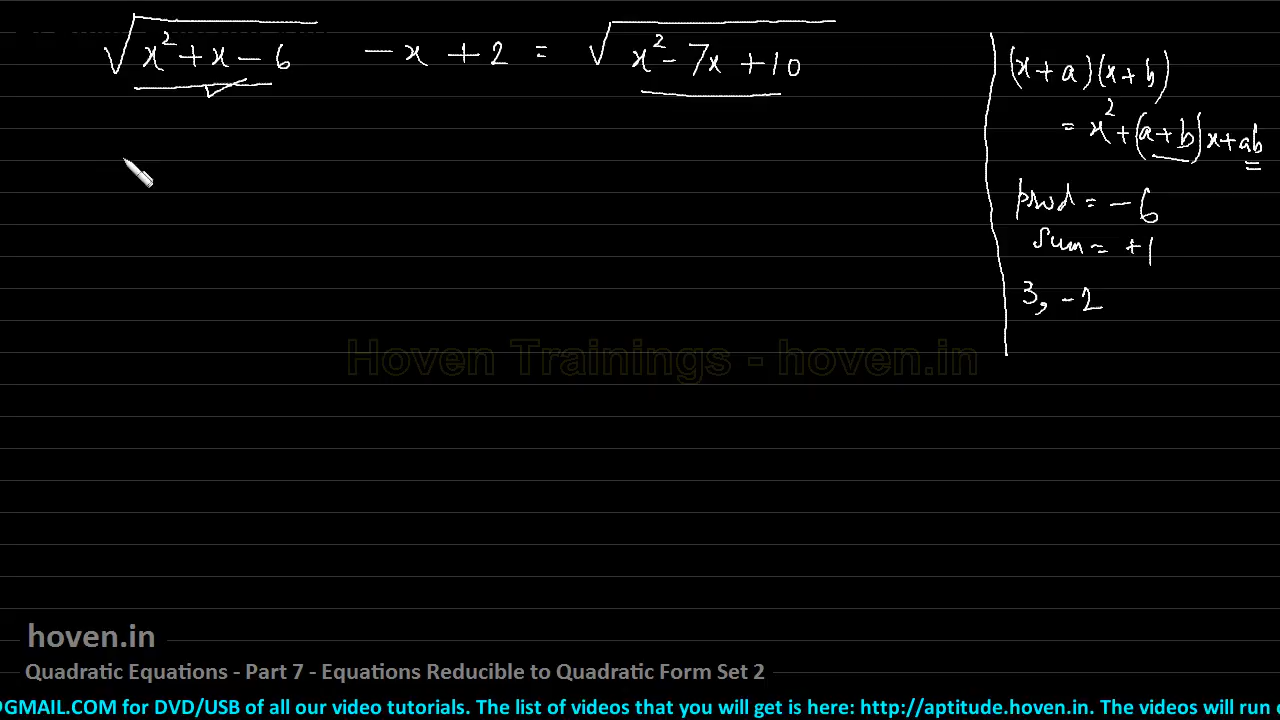 √(x² + x − 6) − x + 2 = √(x² − 7x + 10)
(x + a)(x + b)
= x² + (a + b)x + ab
prod = −6
sum = +1
3, −2
Hoven Trainings - hoven.in
hoven.in
Quadratic Equations - Part 7 - Equations Reducible to Quadratic Form Set 2
@GMAIL.COM for DVD/USB of all our video tutorials. The list of videos that you will get is here: http://aptitude.hoven.in. The videos will run